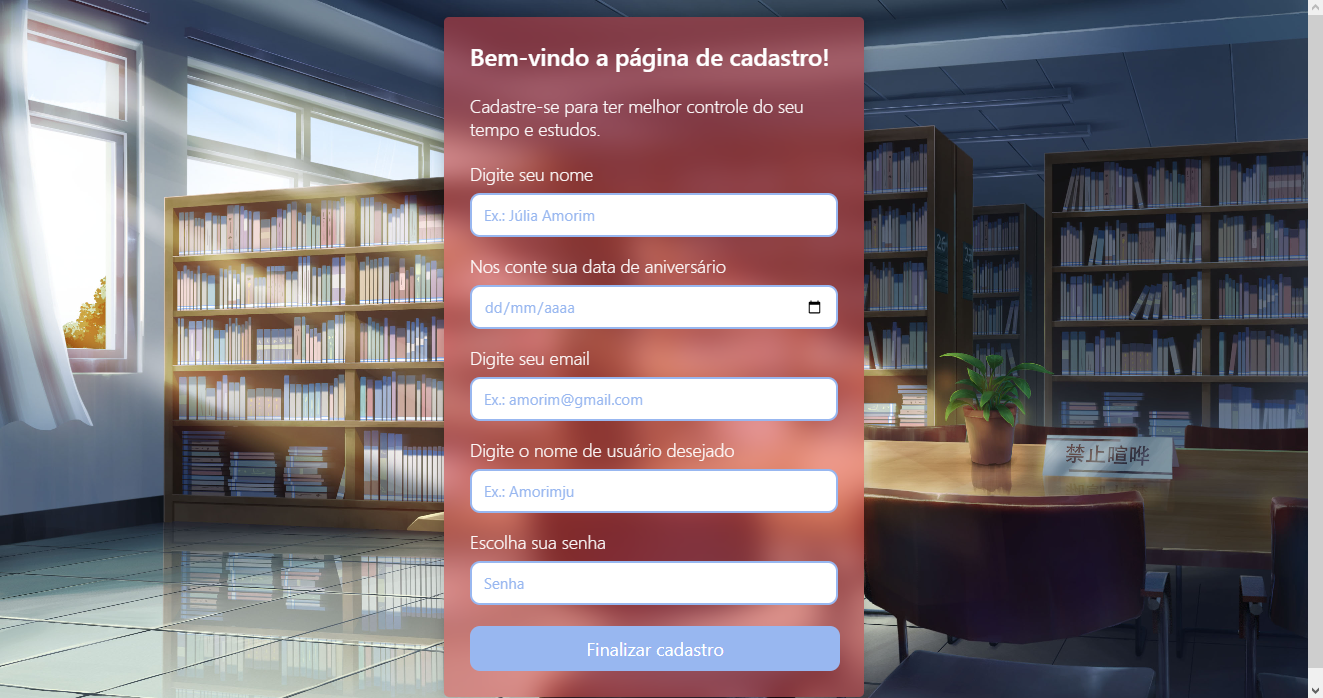 Bem-vindo a página de cadastro!
Cadastre-se para ter melhor controle do seu
tempo e estudos.
Digite seu nome
Ex.: Júlia Amorim
Nos conte sua data de aniversário
dd/mm/aaaa
Digite seu email
Ex.: amorim@gmail.com
Digite o nome de usuário desejado
Ex.: Amorimju
Escolha sua senha
Senha
Finalizar cadastro
禁止喧哗